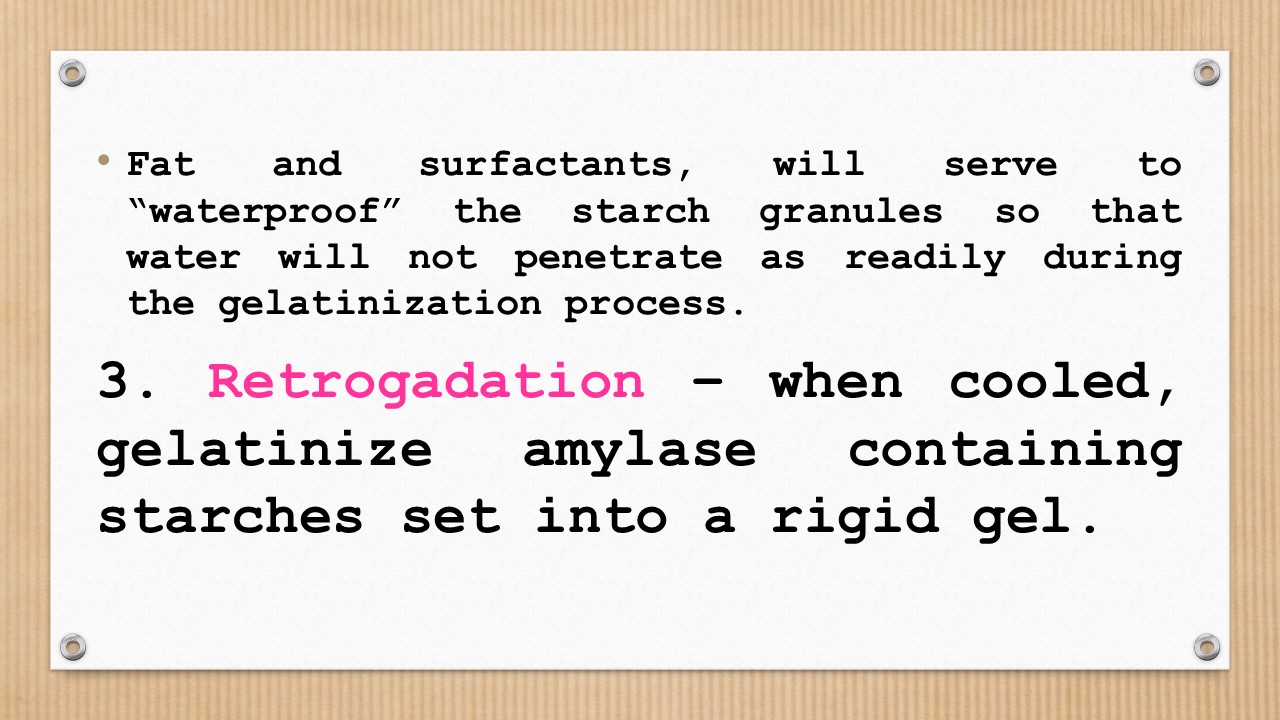 • Fat and surfactants, will serve to
“waterproof” the starch granules so that
water will not penetrate as readily during
the gelatinization process.
3. Retrogadation – when cooled,
gelatinize amylase containing
starches set into a rigid gel.